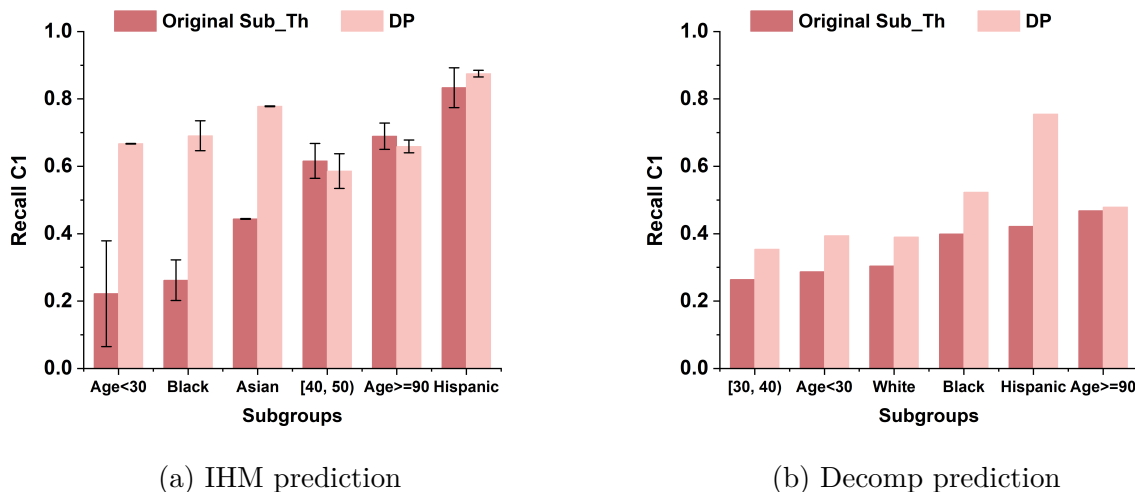 Original Sub_Th DP
1.0
0.8
0.6
0.4
0.2
0.0
Recall C1
Age<30 Black Asian [40, 50) Age>=90 Hispanic
Subgroups
(a) IHM prediction
Original Sub_Th DP
1.0
0.8
0.6
0.4
0.2
0.0
Recall C1
[30, 40) Age<30 White Black Hispanic Age>=90
Subgroups
(b) Decomp prediction